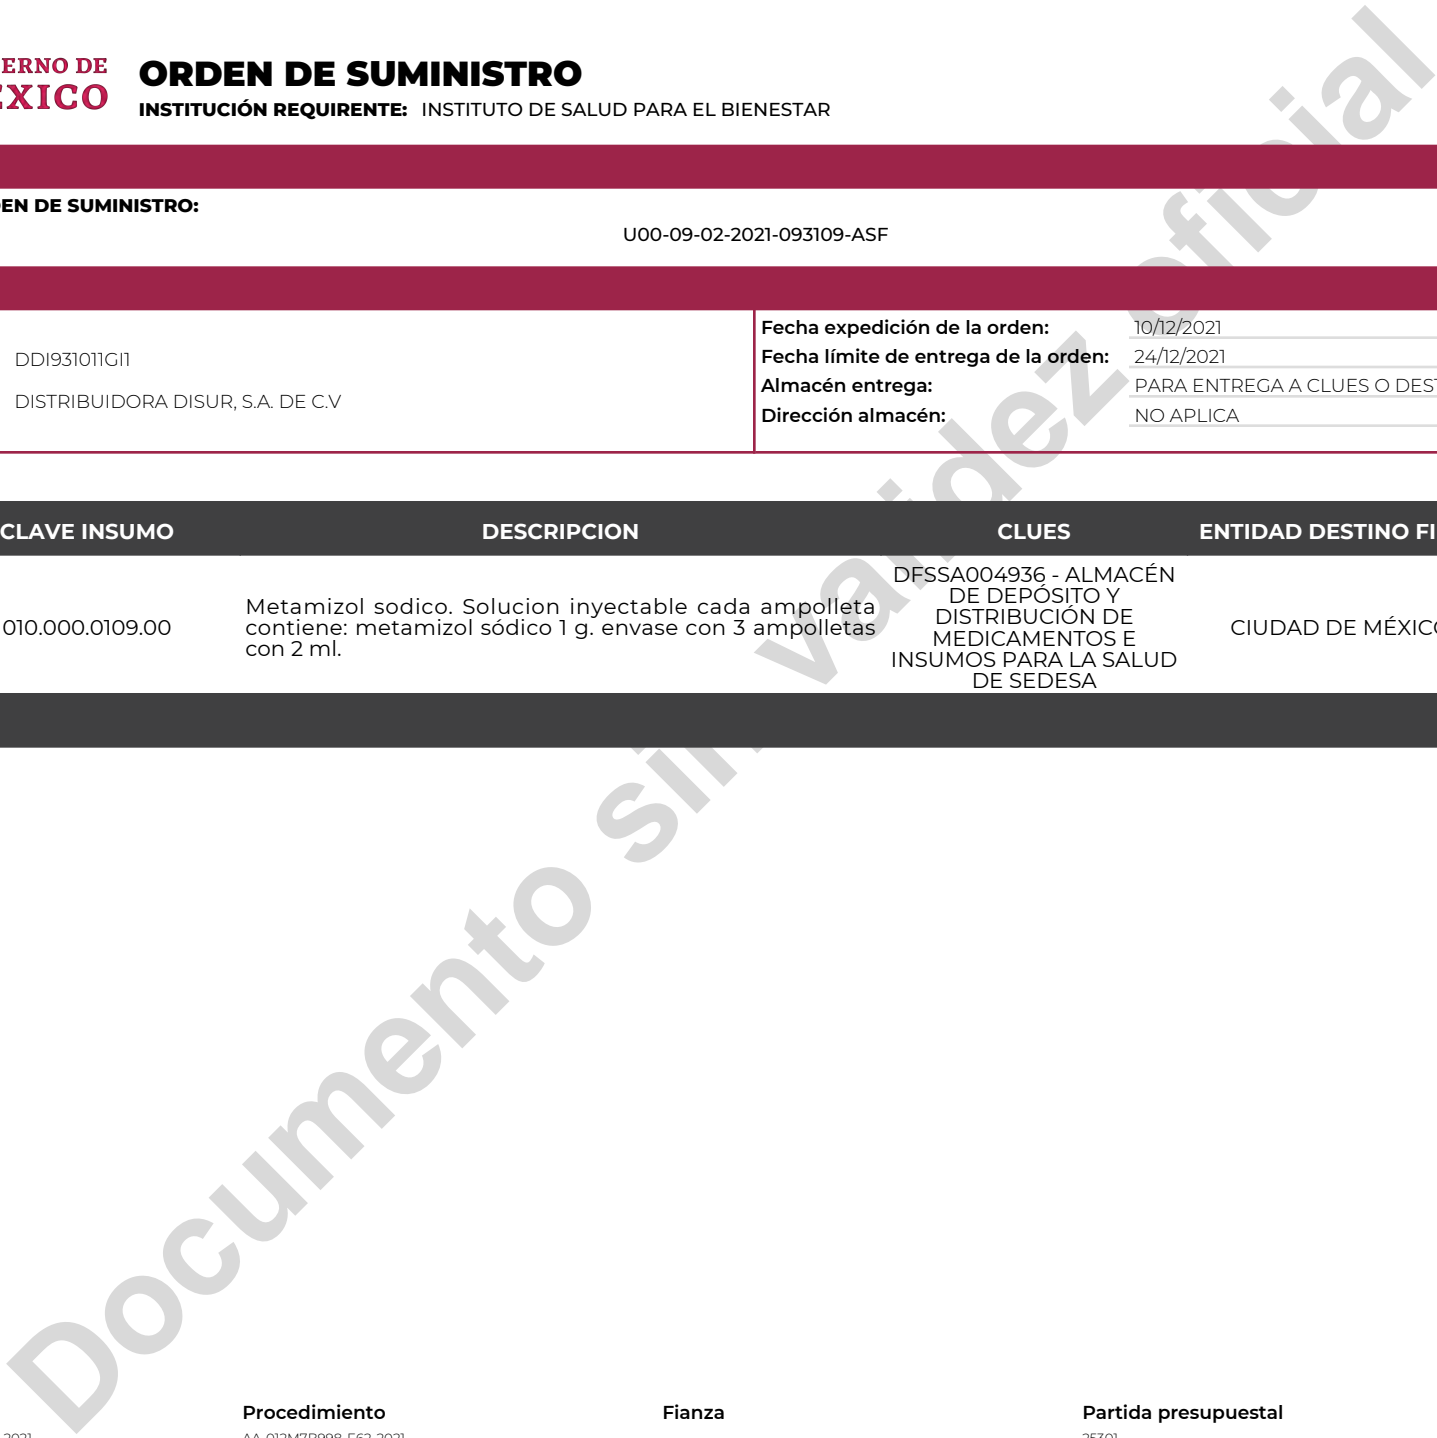 ERNO DE
ÉXICO
ORDEN DE SUMINISTRO
INSTITUCIÓN REQUIRENTE: INSTITUTO DE SALUD PARA EL BIENESTAR
EN DE SUMINISTRO:
U00-09-02-2021-093109-ASF
DDI931011GI1
DISTRIBUIDORA DISUR, S.A. DE C.V
Fecha expedición de la orden: 10/12/2021
Fecha límite de entrega de la orden: 24/12/2021
Almacén entrega: PARA ENTREGA A CLUES O DEST
Dirección almacén: NO APLICA
CLAVE INSUMO DESCRIPCION CLUES ENTIDAD DESTINO FI
010.000.0109.00
Metamizol sodico. Solucion inyectable cada ampolleta
contiene: metamizol sódico 1 g. envase con 3 ampolletas
con 2 ml.
DFSSA004936 - ALMACÉN
DE DEPÓSITO Y
DISTRIBUCIÓN DE
MEDICAMENTOS E
INSUMOS PARA LA SALUD
DE SEDESA
CIUDAD DE MÉXICO
Documento sin validez oficial
Procedimiento Fianza Partida presupuestal